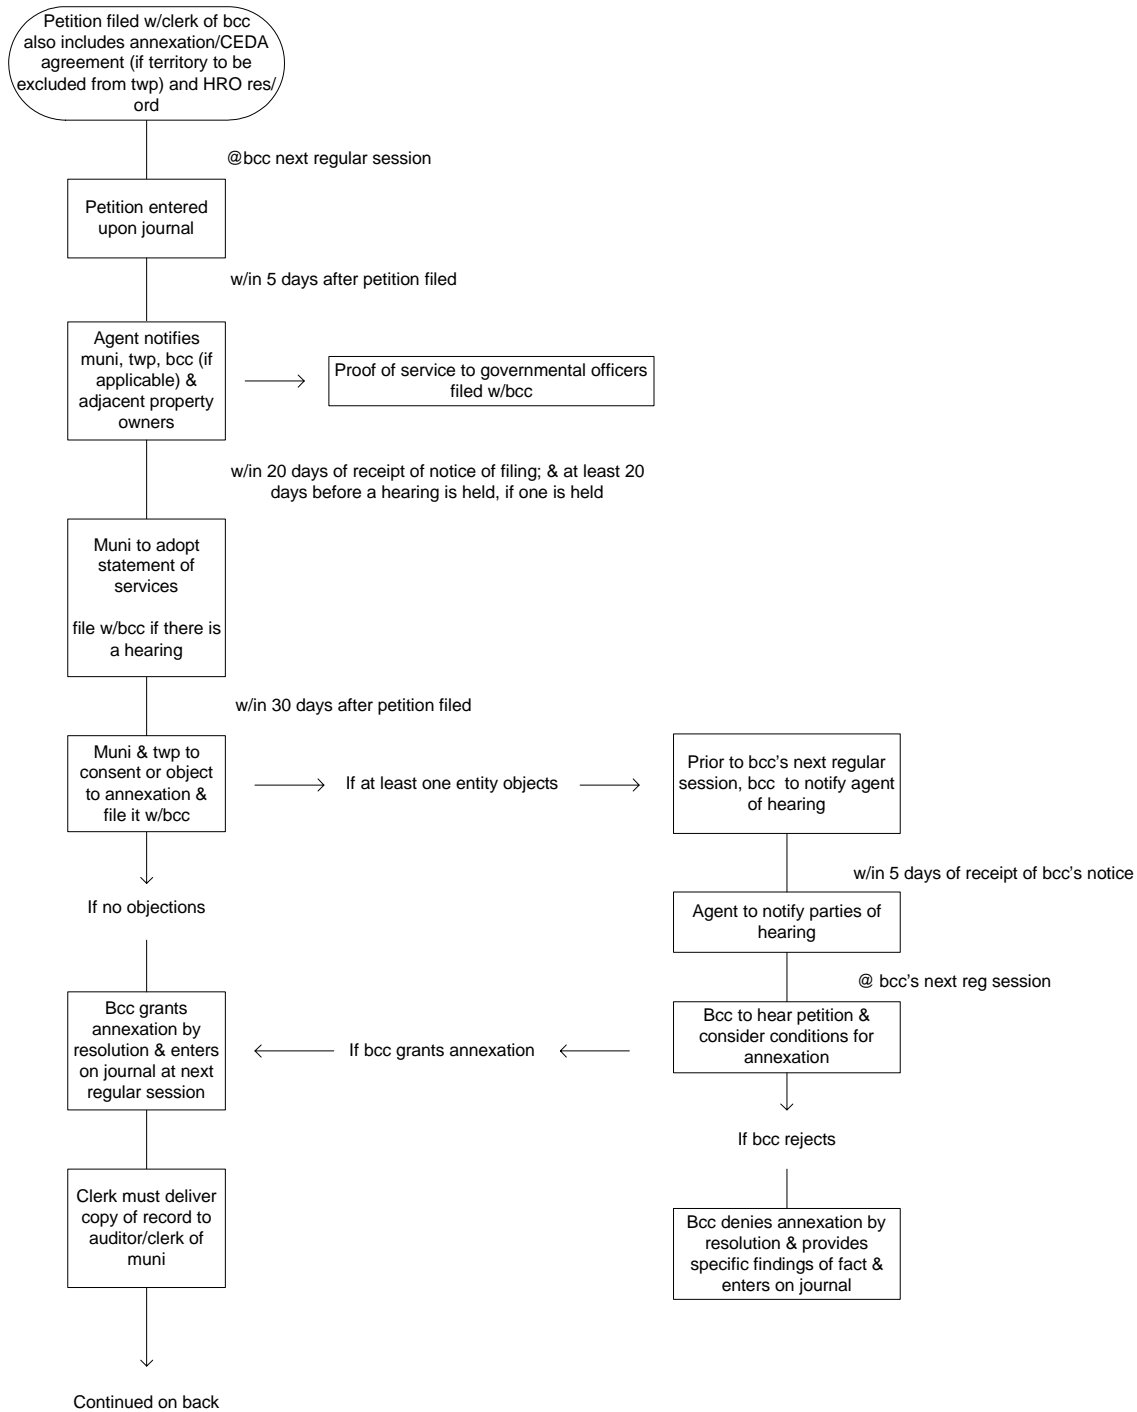 Petition filed w/clerk of bcc
also includes annexation/CEDA
agreement (if territory to be
excluded from twp) and HRO res/
ord
@bcc next regular session
Petition entered
upon journal
w/in 5 days after petition filed
Agent notifies
muni, twp, bcc (if
applicable) &
adjacent property
owners
Proof of service to governmental officers
filed w/bcc
w/in 20 days of receipt of notice of filing; & at least 20
days before a hearing is held, if one is held
Muni to adopt
statement of
services
file w/bcc if there is
a hearing
w/in 30 days after petition filed
Muni & twp to
consent or object
to annexation &
file it w/bcc
If at least one entity objects
Prior to bcc's next regular
session, bcc to notify agent
of hearing
w/in 5 days of receipt of bcc's notice
If no objections
Agent to notify parties of
hearing
@ bcc's next reg session
Bcc grants
annexation by
resolution & enters
on journal at next
regular session
If bcc grants annexation
Bcc to hear petition &
consider conditions for
annexation
If bcc rejects
Clerk must deliver
copy of record to
auditor/clerk of
muni
Bcc denies annexation by
resolution & provides
specific findings of fact &
enters on journal
Continued on back